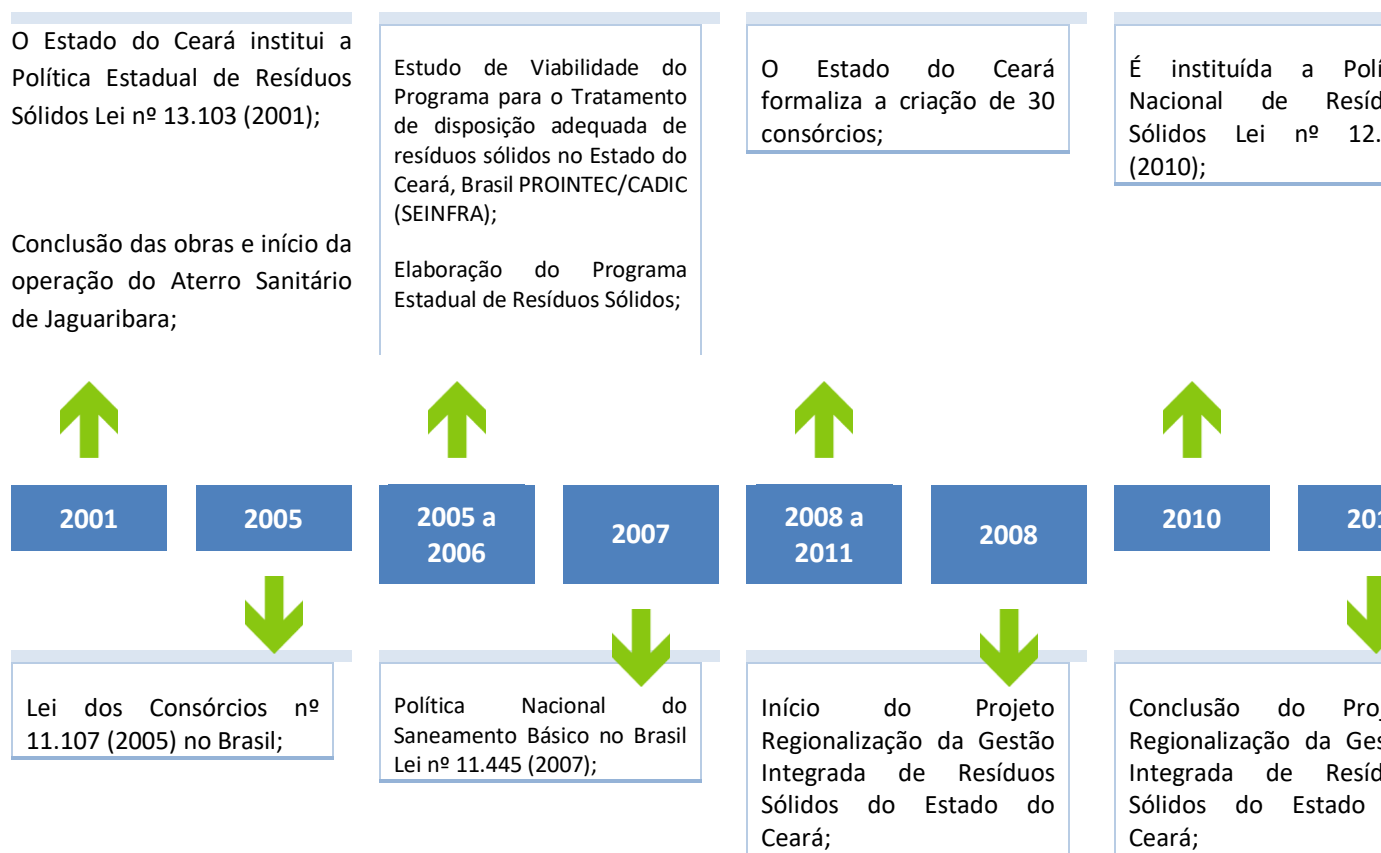 O Estado do Ceará institui a
Política Estadual de Resíduos
Sólidos Lei nº 13.103 (2001);
Conclusão das obras e início da
operação do Aterro Sanitário
de Jaguaribara;
Estudo de Viabilidade do
Programa para o Tratamento
de disposição adequada de
resíduos sólidos no Estado do
Ceará, Brasil PROINTEC/CADIC
(SEINFRA);
Elaboração do Programa
Estadual de Resíduos Sólidos;
O Estado do Ceará
formaliza a criação de 30
consórcios;
É instituída a
Nacional de
Sólidos Lei nº 12.
(2010);
2001
2005
2005 a
2006
2007
2008 a
2011
2008
2010
Lei dos Consórcios nº
11.107 (2005) no Brasil;
Política Nacional do
Saneamento Básico no Brasil
Lei nº 11.445 (2007);
Início do Projeto
Regionalização da Gestão
Integrada de Resíduos
Sólidos do Estado do
Ceará;
Conclusão do
Regionalização da
Integrada de
Sólidos do Estado
Ceará;